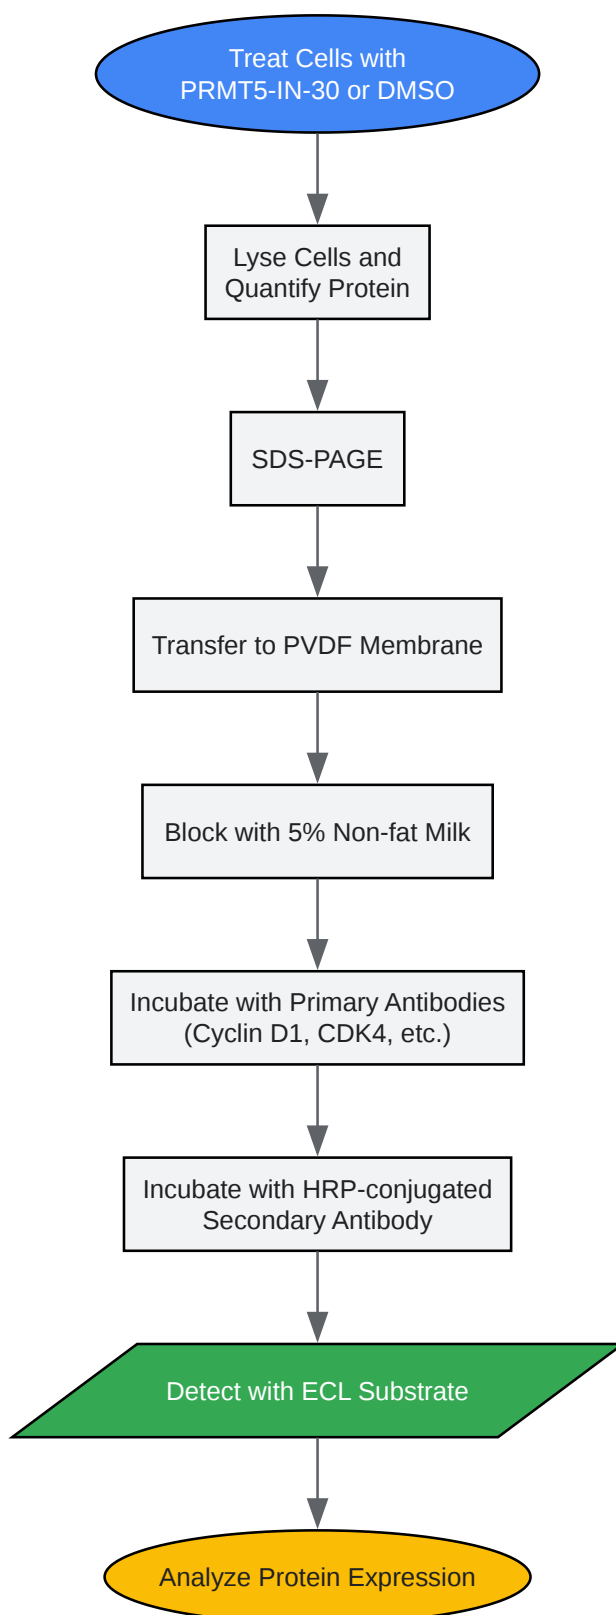 Treat Cells with
PRMT5-IN-30 or DMSO
Lyse Cells and
Quantify Protein
SDS-PAGE
Transfer to PVDF Membrane
Block with 5% Non-fat Milk
Incubate with Primary Antibodies
(Cyclin D1, CDK4, etc.)
Incubate with HRP-conjugated
Secondary Antibody
Detect with ECL Substrate
Analyze Protein Expression